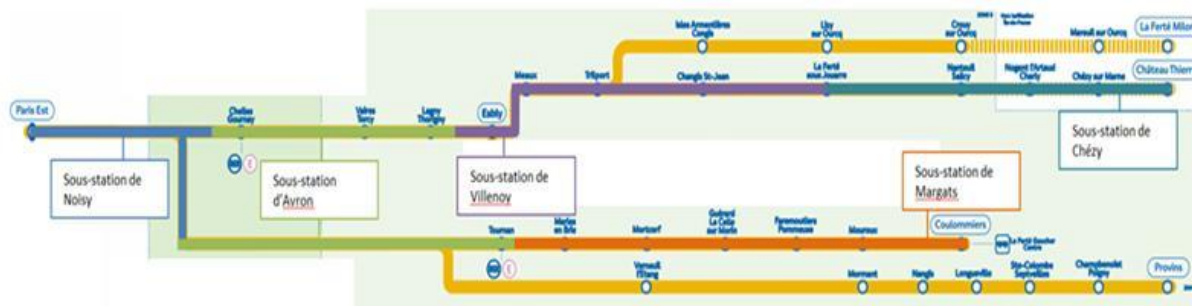 Isles Armentières
Congis
Lizy
sur Ourcq
Crouy
sur Ourcq
Mareuil sur Ourcq
La Ferté Milon
Meaux
Trilport
Changis St-Jean
La Ferté
sous Jouarre
Nanteuil
Saâcy
Nogent l'Artaud
Charly
Chézy sur Marne
Château Thierry
Paris Est
Chelles
Gournay
Vaires
Torcy
Lagny
Thorigny
Esbly
E
Sous-station de
Noisy
Sous-station
d'Avron
Sous-station de
Villenoy
Sous-station de
Margats
Sous-station de
Chézy
Tournan
E
Marles
en Brie
Mortcerf
Guérard
La Celle
sur Morin
Faremoutiers
Pommeuse
Mouroux
Coulommiers
La Ferté Gaucher
Centre
Verneuil
l'Etang
Mormant
Nangis
Longueville
Ste-Colombe
Septveilles
Champbenoist
Poigny
Provins